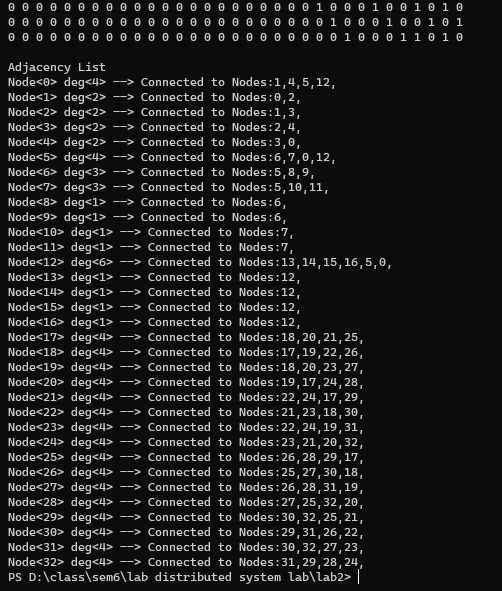 0 0 0 0 0 0 0 0 0 0 0 0 0 0 0 0 0 0 0 0 0 0 1 0 0 0 1 0 0 1 0 1 0
0 0 0 0 0 0 0 0 0 0 0 0 0 0 0 0 0 0 0 0 0 0 0 1 0 0 0 1 0 0 1 0 1
0 0 0 0 0 0 0 0 0 0 0 0 0 0 0 0 0 0 0 0 0 0 0 0 1 0 0 0 1 1 0 1 0
Adjacency List
Node<0> deg<4> --> Connected to Nodes:1,4,5,12,
Node<1> deg<2> --> Connected to Nodes:0,2,
Node<2> deg<2> --> Connected to Nodes:1,3,
Node<3> deg<2> --> Connected to Nodes:2,4,
Node<4> deg<2> --> Connected to Nodes:3,0,
Node<5> deg<4> --> Connected to Nodes:6,7,0,12,
Node<6> deg<3> --> Connected to Nodes:5,8,9,
Node<7> deg<3> --> Connected to Nodes:5,10,11,
Node<8> deg<1> --> Connected to Nodes:6,
Node<9> deg<1> --> Connected to Nodes:6,
Node<10> deg<1> --> Connected to Nodes:7,
Node<11> deg<1> --> Connected to Nodes:7,
Node<12> deg<6> --> Connected to Nodes:13,14,15,16,5,0,
Node<13> deg<1> --> Connected to Nodes:12,
Node<14> deg<1> --> Connected to Nodes:12,
Node<15> deg<1> --> Connected to Nodes:12,
Node<16> deg<1> --> Connected to Nodes:12,
Node<17> deg<4> --> Connected to Nodes:18,20,21,25,
Node<18> deg<4> --> Connected to Nodes:17,19,22,26,
Node<19> deg<4> --> Connected to Nodes:18,20,23,27,
Node<20> deg<4> --> Connected to Nodes:19,17,24,28,
Node<21> deg<4> --> Connected to Nodes:22,24,17,29,
Node<22> deg<4> --> Connected to Nodes:21,23,18,30,
Node<23> deg<4> --> Connected to Nodes:22,24,19,31,
Node<24> deg<4> --> Connected to Nodes:23,21,20,32,
Node<25> deg<4> --> Connected to Nodes:26,28,29,17,
Node<26> deg<4> --> Connected to Nodes:25,27,30,18,
Node<27> deg<4> --> Connected to Nodes:26,28,31,19,
Node<28> deg<4> --> Connected to Nodes:27,25,32,20,
Node<29> deg<4> --> Connected to Nodes:30,32,25,21,
Node<30> deg<4> --> Connected to Nodes:29,31,26,22,
Node<31> deg<4> --> Connected to Nodes:30,32,27,23,
Node<32> deg<4> --> Connected to Nodes:31,29,28,24,
PS D:\class\sem6\lab distributed system lab\lab2>